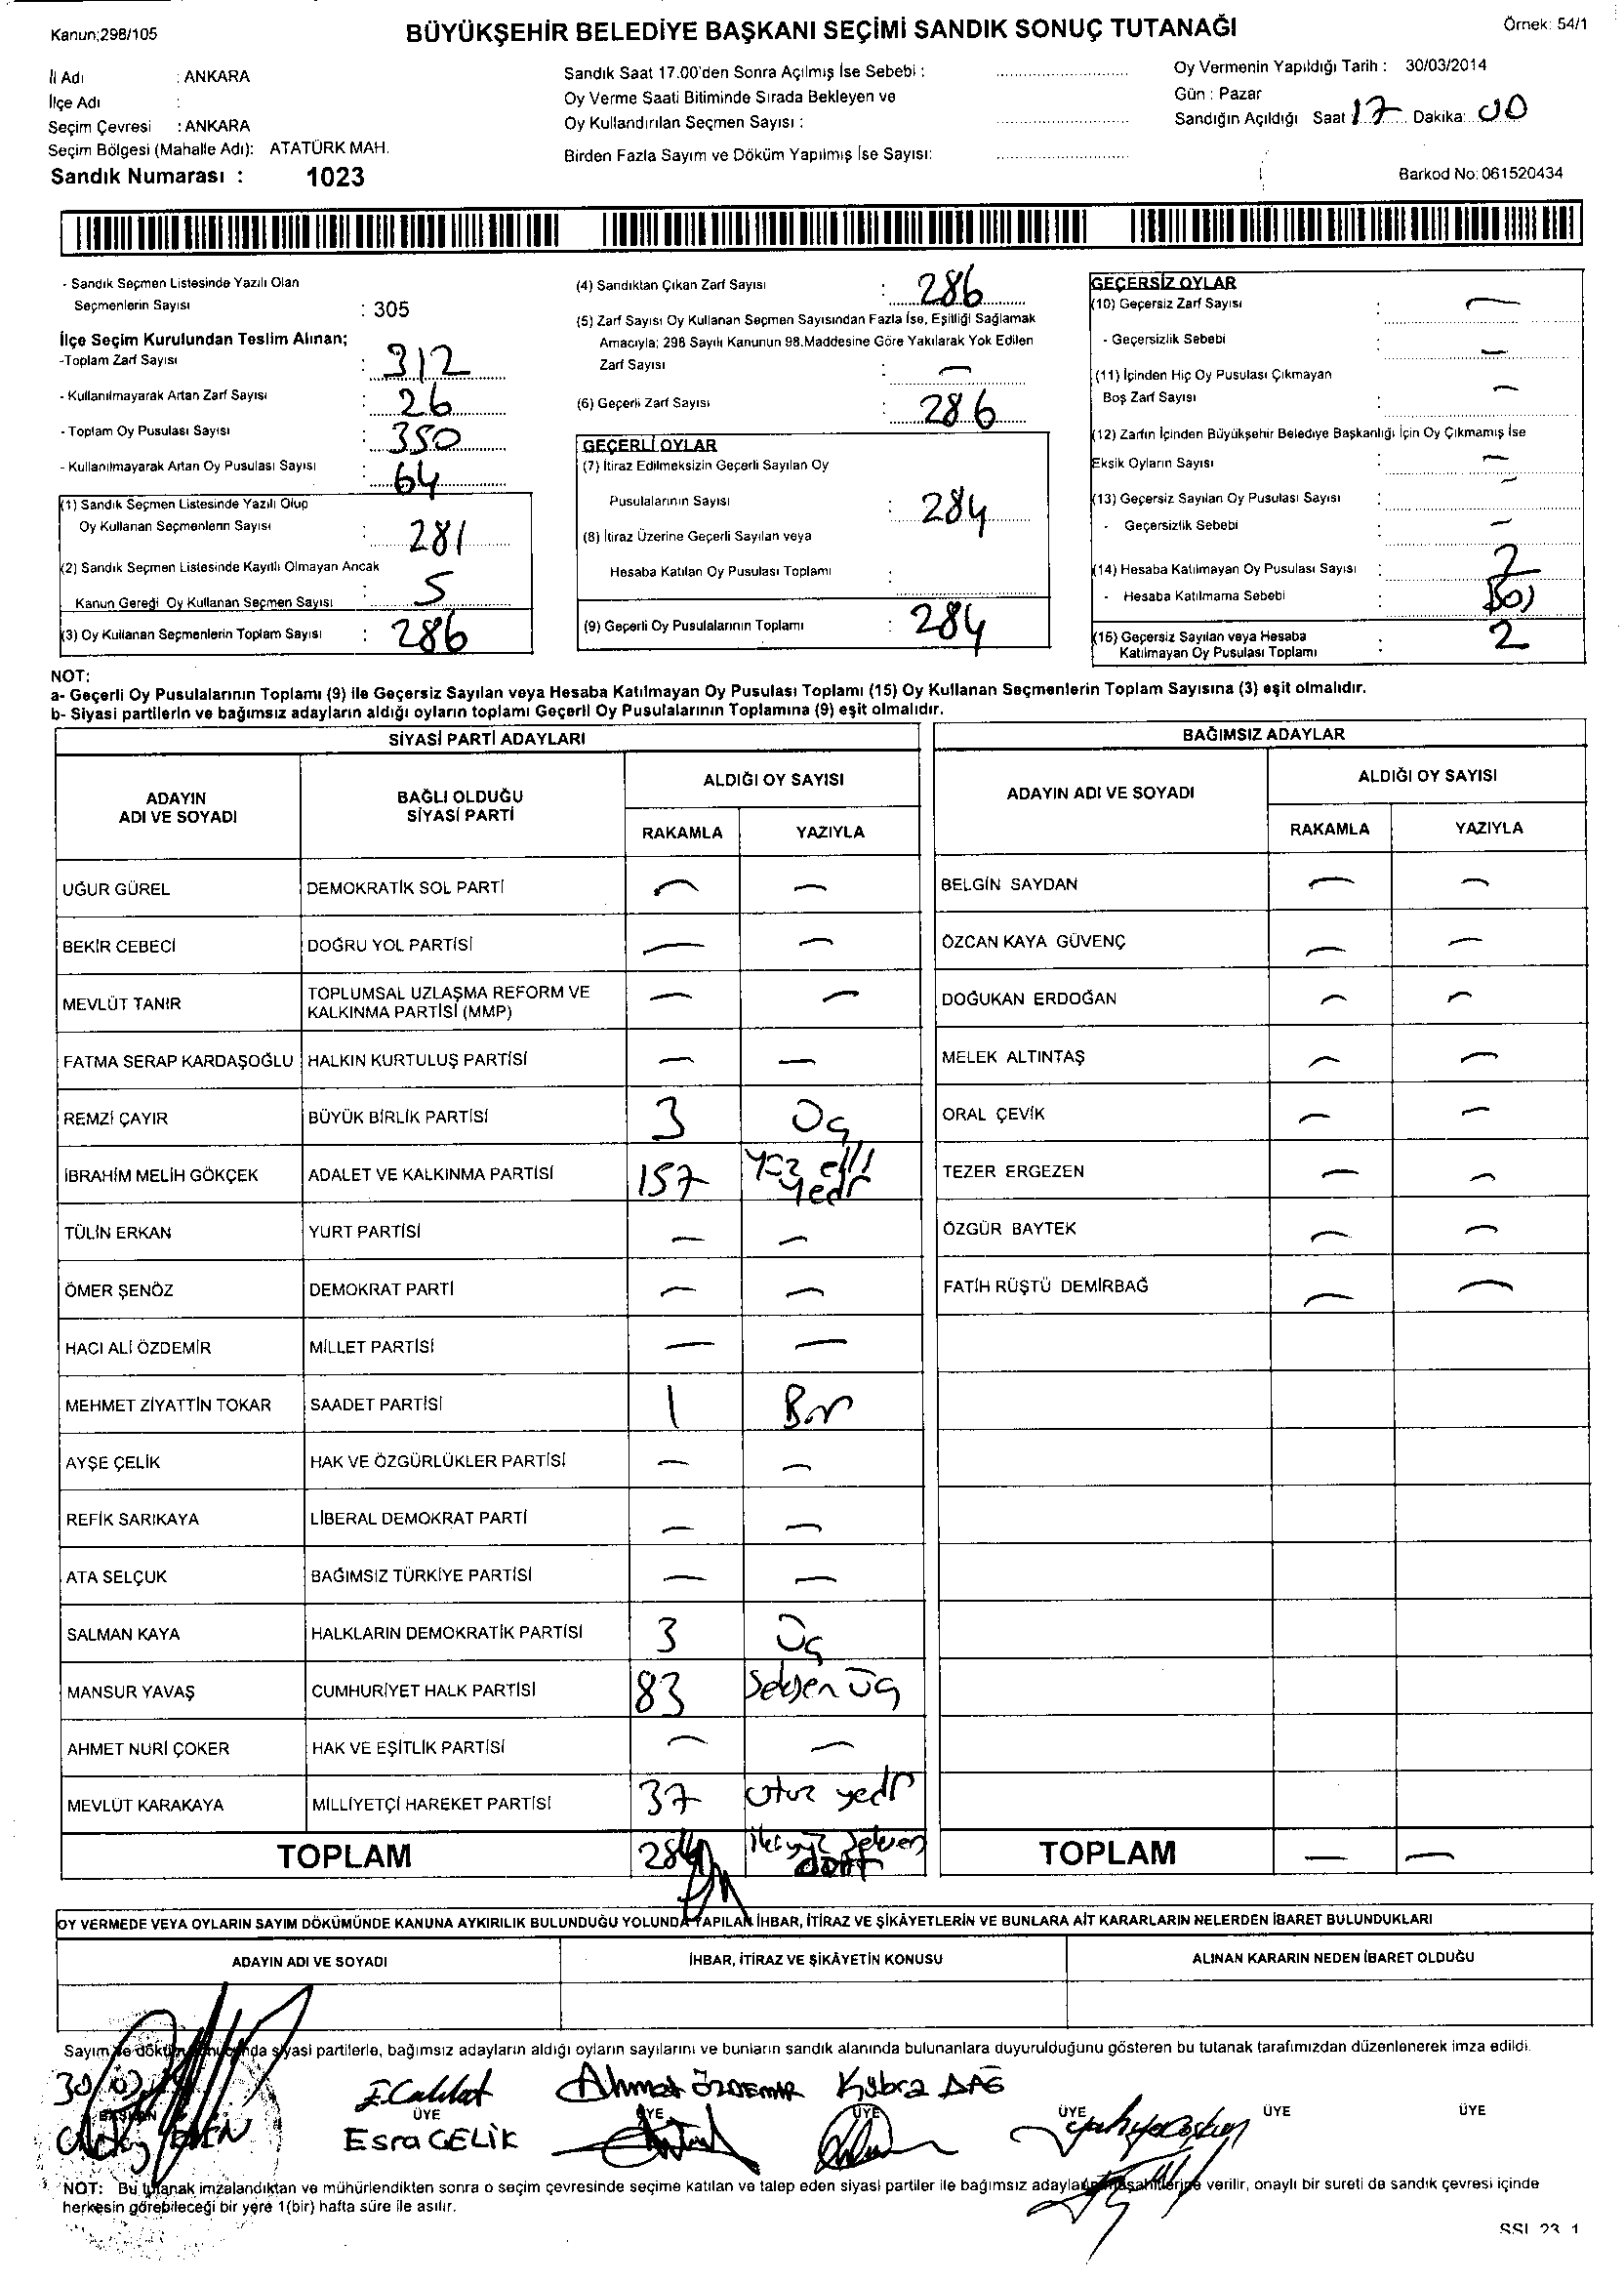 Kanun;298/105
BÜYÜKŞEHİR BELEDİYE BAŞKANI SEÇİMİ SANDIK SONUÇ TUTANAĞI
Örnek: 54/1
İl Adı : ANKARA
İlçe Adı :
Seçim Çevresi : ANKARA
Seçim Bölgesi (Mahalle Adı): ATATÜRK MAH.
Sandık Numarası : 1023
Sandık Saat 17.00'den Sonra Açılmış İse Sebebi :
Oy Verme Saati Bitiminde Sırada Bekleyen ve
Oy Kullandırılan Seçmen Sayısı :
Birden Fazla Sayım ve Döküm Yapılmış İse Sayısı:
Oy Vermenin Yapıldığı Tarih : 30/03/2014
Gün : Pazar
Sandığın Açıldığı Saat 17 Dakika: 00
Barkod No: 061520434
- Sandık Seçmen Listesinde Yazılı Olan
Seçmenlerin Sayısı : 305
İlçe Seçim Kurulundan Teslim Alınan;
-Toplam Zarf Sayısı : 312
- Kullanılmayarak Artan Zarf Sayısı : 26
- Toplam Oy Pusulası Sayısı : 350
- Kullanılmayarak Artan Oy Pusulası Sayısı : 64
(1) Sandık Seçmen Listesinde Yazılı Olup
Oy Kullanan Seçmenlerin Sayısı : 281
(2) Sandık Seçmen Listesinde Kayıtlı Olmayan Ancak
Kanun Gereği Oy Kullanan Seçmen Sayısı : 5
(3) Oy Kullanan Seçmenlerin Toplam Sayısı : 286
(4) Sandıktan Çıkan Zarf Sayısı : 286
(5) Zarf Sayısı Oy Kullanan Seçmen Sayısından Fazla İse, Eşitliği Sağlamak
Amacıyla; 298 Sayılı Kanunun 98.Maddesine Göre Yakılarak Yok Edilen
Zarf Sayısı : —
(6) Geçerli Zarf Sayısı : 286
GEÇERLİ OYLAR
(7) İtiraz Edilmeksizin Geçerli Sayılan Oy
Pusulalarının Sayısı : 284
(8) İtiraz Üzerine Geçerli Sayılan veya
Hesaba Katılan Oy Pusulası Toplamı :
(9) Geçerli Oy Pusulalarının Toplamı : 284
GEÇERSİZ OYLAR
(10) Geçersiz Zarf Sayısı : —
- Geçersizlik Sebebi : —
(11) İçinden Hiç Oy Pusulası Çıkmayan
Boş Zarf Sayısı : —
(12) Zarfın İçinden Büyükşehir Belediye Başkanlığı İçin Oy Çıkmamış İse
Eksik Oyların Sayısı : —
(13) Geçersiz Sayılan Oy Pusulası Sayısı : —
- Geçersizlik Sebebi : —
(14) Hesaba Katılmayan Oy Pusulası Sayısı : 2
- Hesaba Katılmama Sebebi : Boş
(15) Geçersiz Sayılan veya Hesaba
Katılmayan Oy Pusulası Toplamı : 2
NOT:
a- Geçerli Oy Pusulalarının Toplamı (9) ile Geçersiz Sayılan veya Hesaba Katılmayan Oy Pusulası Toplamı (15) Oy Kullanan Seçmenlerin Toplam Sayısına (3) eşit olmalıdır.
b- Siyasi partilerin ve bağımsız adayların aldığı oyların toplamı Geçerli Oy Pusulalarının Toplamına (9) eşit olmalıdır.
SİYASİ PARTİ ADAYLARI
ADAYIN
ADI VE SOYADI
BAĞLI OLDUĞU
SİYASİ PARTİ
ALDIĞI OY SAYISI
RAKAMLA YAZIYLA
UĞUR GÜREL DEMOKRATİK SOL PARTİ — —
BEKİR CEBECİ DOĞRU YOL PARTİSİ — —
MEVLÜT TANIR TOPLUMSAL UZLAŞMA REFORM VE
KALKINMA PARTİSİ (MMP) — —
FATMA SERAP KARDAŞOĞLU HALKIN KURTULUŞ PARTİSİ — —
REMZİ ÇAYIR BÜYÜK BİRLİK PARTİSİ 3 Üç
İBRAHİM MELİH GÖKÇEK ADALET VE KALKINMA PARTİSİ 157 Yüz elli
yedi
TÜLİN ERKAN YURT PARTİSİ — —
ÖMER ŞENÖZ DEMOKRAT PARTİ — —
HACI ALİ ÖZDEMİR MİLLET PARTİSİ — —
MEHMET ZİYATTİN TOKAR SAADET PARTİSİ 1 Bir
AYŞE ÇELİK HAK VE ÖZGÜRLÜKLER PARTİSİ — —
REFİK SARIKAYA LİBERAL DEMOKRAT PARTİ — —
ATA SELÇUK BAĞIMSIZ TÜRKİYE PARTİSİ — —
SALMAN KAYA HALKLARIN DEMOKRATİK PARTİSİ 3 Üç
MANSUR YAVAŞ CUMHURİYET HALK PARTİSİ 83 Seksen üç
AHMET NURİ ÇOKER HAK VE EŞİTLİK PARTİSİ — —
MEVLÜT KARAKAYA MİLLİYETÇİ HAREKET PARTİSİ 37 otuz yedi
TOPLAM 284 ikiyüz seksen
dört
BAĞIMSIZ ADAYLAR
ADAYIN ADI VE SOYADI
ALDIĞI OY SAYISI
RAKAMLA YAZIYLA
BELGİN SAYDAN — —
ÖZCAN KAYA GÜVENÇ — —
DOĞUKAN ERDOĞAN — —
MELEK ALTINTAŞ — —
ORAL ÇEVİK — —
TEZER ERGEZEN — —
ÖZGÜR BAYTEK — —
FATİH RÜŞTÜ DEMİRBAĞ — —
TOPLAM — —
OY VERMEDE VEYA OYLARIN SAYIM DÖKÜMÜNDE KANUNA AYKIRILIK BULUNDUĞU YOLUNDA YAPILAN İHBAR, İTİRAZ VE ŞİKÂYETLERİN VE BUNLARA AİT KARARLARIN NELERDEN İBARET BULUNDUKLARI
ADAYIN ADI VE SOYADI
İHBAR, İTİRAZ VE ŞİKÂYETİN KONUSU
ALINAN KARARIN NEDEN İBARET OLDUĞU
Sayım ve döküm sonucunda siyasi partilerle, bağımsız adayların aldığı oyların sayılarını ve bunların sandık alanında bulunanlara duyurulduğunu gösteren bu tutanak tarafımızdan düzenlenerek imza edildi.
Ahmet ÖZDEMİR Kübra DAĞ
BAŞKAN ÜYE ÜYE ÜYE ÜYE ÜYE ÜYE
Esra ÇELİK
NOT: Bu tutanak imzalandıktan ve mühürlendikten sonra o seçim çevresinde seçime katılan ve talep eden siyasi partiler ile bağımsız adayların müşahitlerine verilir, onaylı bir sureti de sandık çevresi içinde
herkesin görebileceği bir yere 1(bir) hafta süre ile asılır.